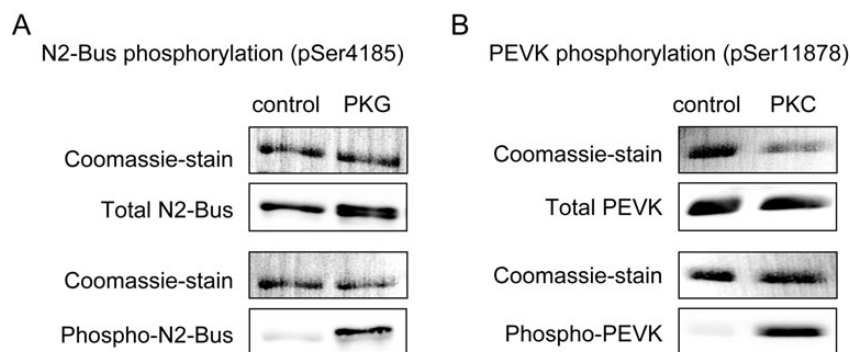 A
N2-Bus phosphorylation (pSer4185)
control PKG
Coomassie-stain
Total N2-Bus
Coomassie-stain
Phospho-N2-Bus
B
PEVK phosphorylation (pSer11878)
control PKC
Coomassie-stain
Total PEVK
Coomassie-stain
Phospho-PEVK